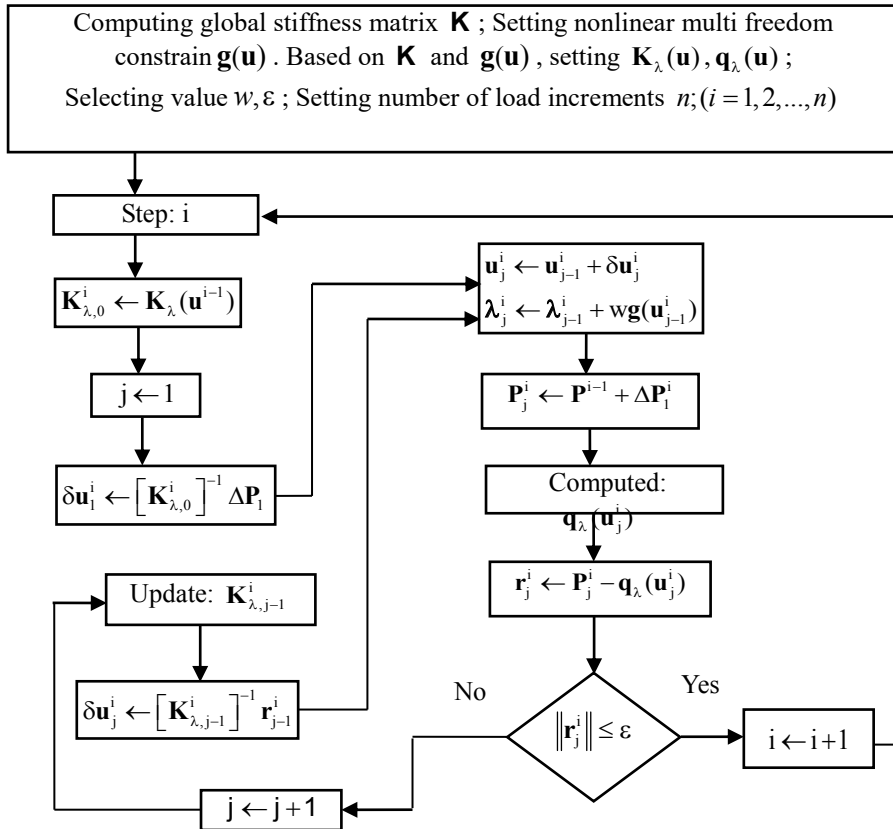 Computing global stiffness matrix K ; Setting nonlinear multi freedom
constrain g(u) . Based on K and g(u) , setting K_λ(u) , q_λ(u) ;
Selecting value w, ε ; Setting number of load increments n; (i = 1, 2, ..., n)
Step: i
K^i_{λ,0} ← K_λ(u^{i−1})
j ← 1
δu^i_1 ← [K^i_{λ,0}]^{−1} ΔP_1
u^i_j ← u^i_{j−1} + δu^i_j
λ^i_j ← λ^i_{j−1} + wg(u^i_{j−1})
P^i_j ← P^{i−1} + ΔP^i_1
Computed:
q_λ(u^i_j)
r^i_j ← P^i_j − q_λ(u^i_j)
Update: K^i_{λ,j−1}
δu^i_j ← [K^i_{λ,j−1}]^{−1} r^i_{j−1}
No
Yes
‖r^i_j‖ ≤ ε
i ← i+1
j ← j+1